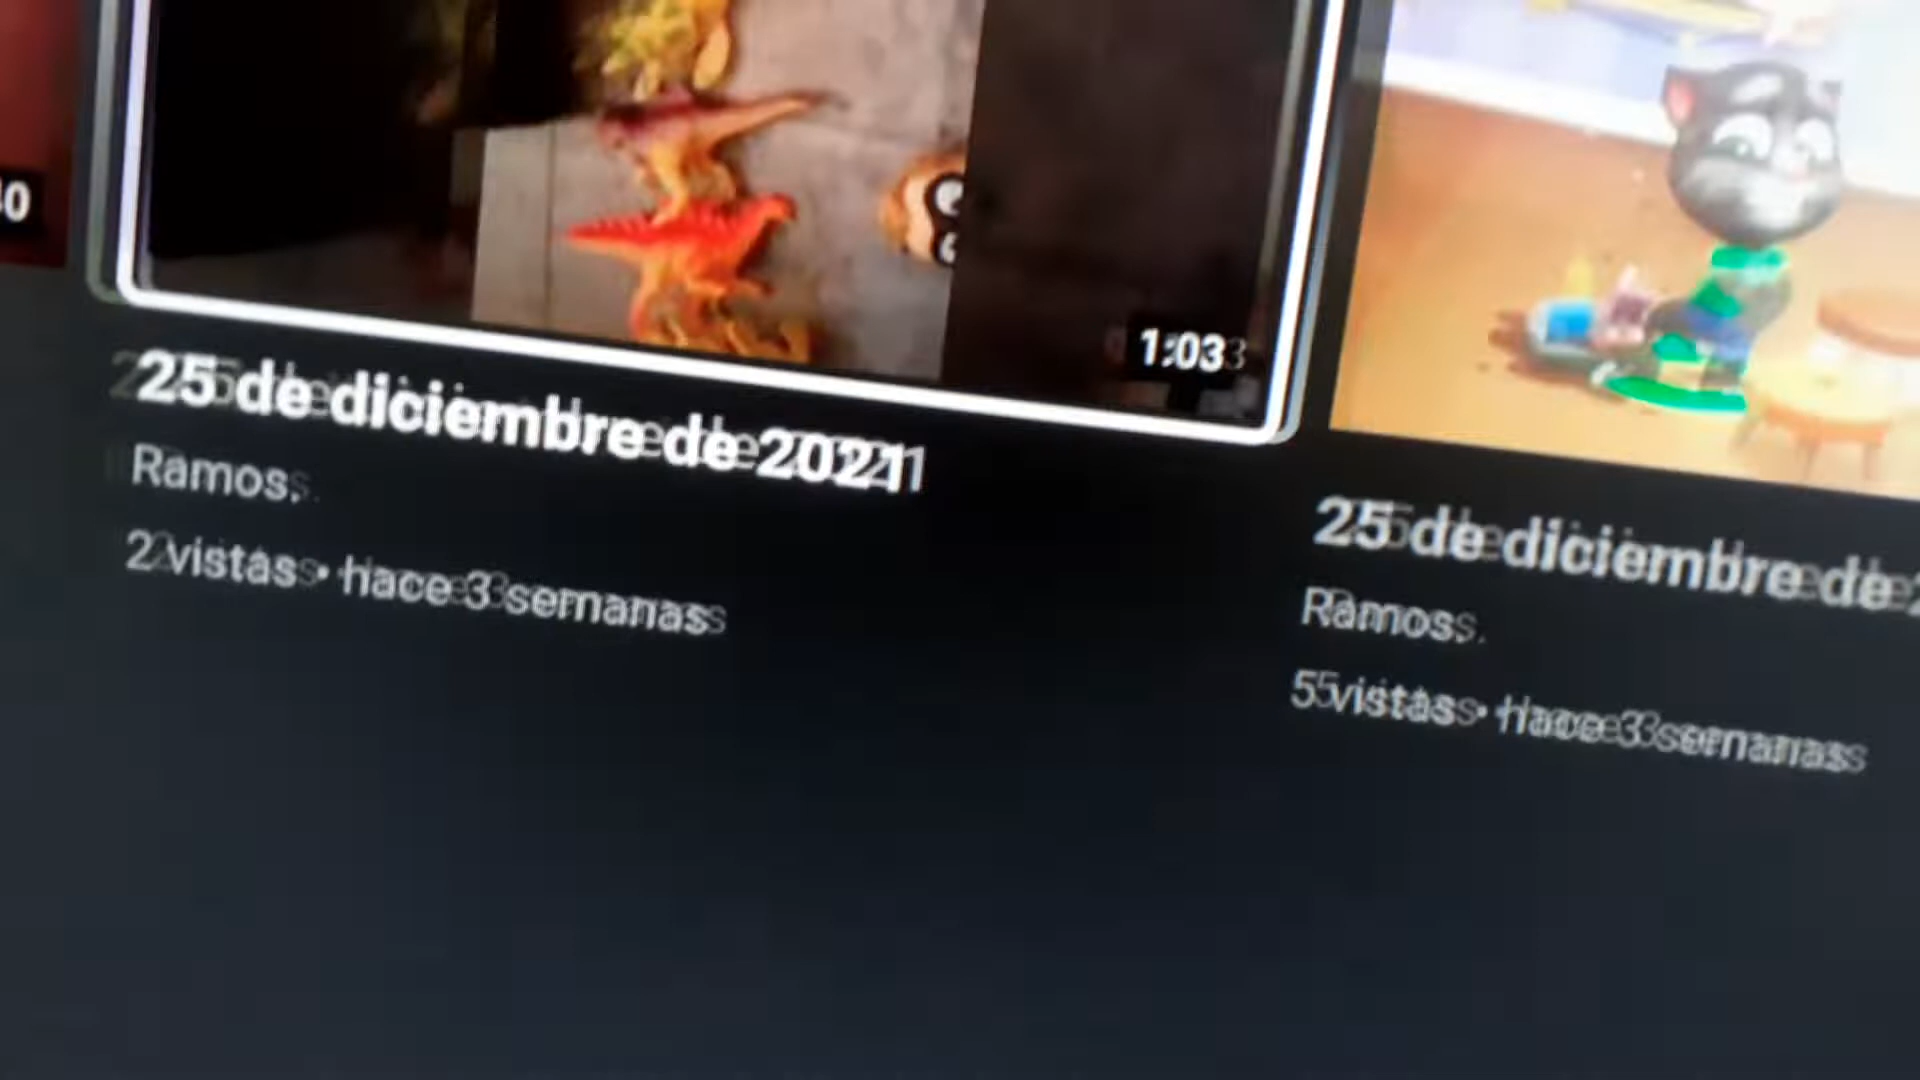 40
1:03
25 de diciembre de 2021
Ramos.
2 vistas • hace 3 semanas
25 de diciembre de
Ramos.
5 vistas • hace 3 semanas